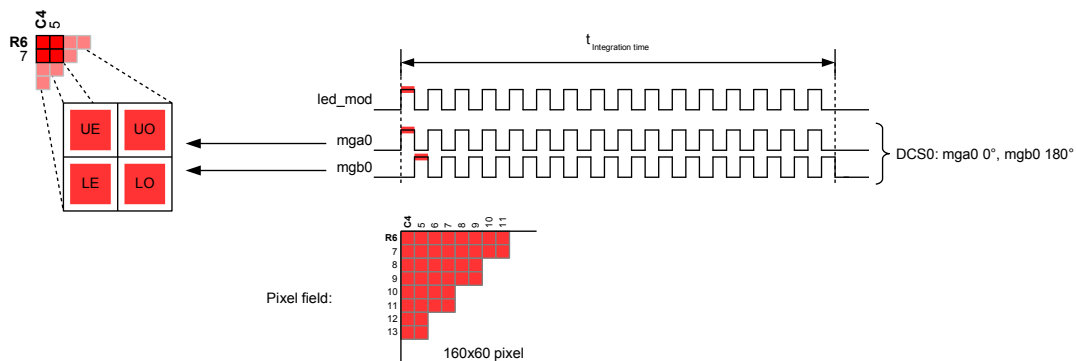 C4
5
R6
7
UE
UO
LE
LO
t Integration time
led_mod
mga0
mgb0
DCS0: mga0 0°, mgb0 180°
C4 5 6 7 8 9 10 11
R6
7
8
9
10
11
12
13
Pixel field:
160x60 pixel